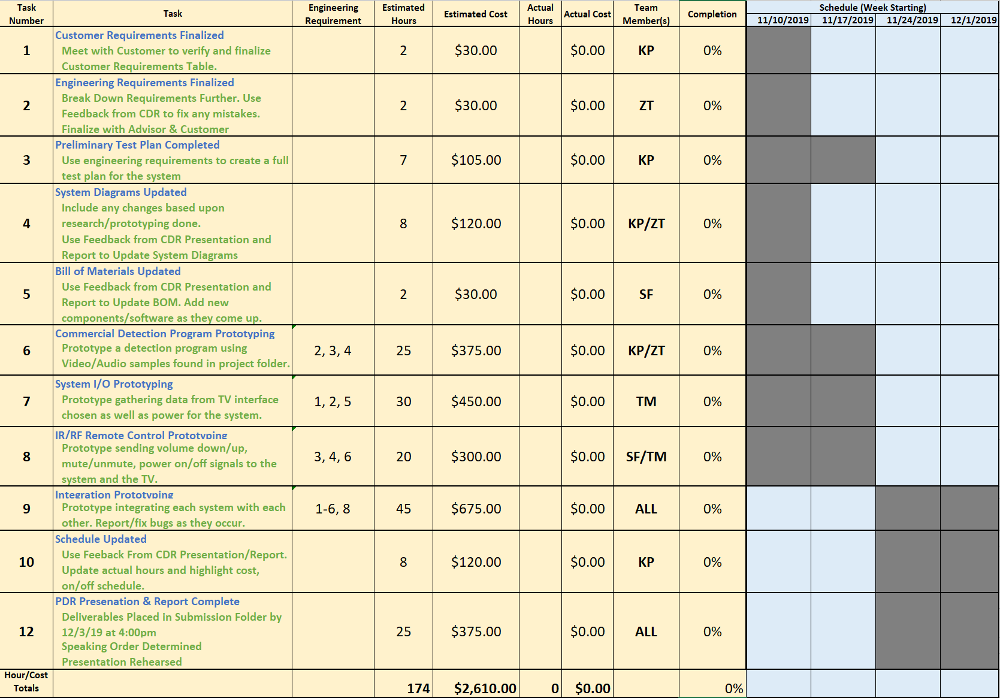 Task Number | Task | Engineering Requirement | Estimated Hours | Estimated Cost | Actual Hours | Actual Cost | Team Member(s) | Completion | Schedule (Week Starting)
11/10/2019 | 11/17/2019 | 11/24/2019 | 12/1/2019
Customer Requirements Finalized
1 | Meet with Customer to verify and finalize | 2 | $30.00 | $0.00 | KP | 0%
Customer Requirements Table.
Engineering Requirements Finalized
Break Down Requirements Further. Use
2 | Feedback from CDR to fix any mistakes. | 2 | $30.00 | $0.00 | ZT | 0%
Finalize with Advisor & Customer
Preliminary Test Plan Completed
3 | Use engineering requirements to create a full | 7 | $105.00 | $0.00 | KP | 0%
test plan for the system
System Diagrams Updated
Include any changes based upon
4 | research/prototyping done. | 8 | $120.00 | $0.00 | KP/ZT | 0%
Use Feedback from CDR Presentation and
Report to Update System Diagrams
Bill of Materials Updated
Use Feedback from CDR Presentation and
5 | Report to Update BOM. Add new | 2 | $30.00 | $0.00 | SF | 0%
components/software as they come up.
Commercial Detection Program Prototyping
6 | Prototype a detection program using | 2, 3, 4 | 25 | $375.00 | $0.00 | KP/ZT | 0%
Video/Audio samples found in project folder.
System I/O Prototyping
7 | Prototype gathering data from TV interface | 1, 2, 5 | 30 | $450.00 | $0.00 | TM | 0%
chosen as well as power for the system.
IR/RF Remote Control Prototyping
Prototype sending volume down/up,
8 | mute/unmute, power on/off signals to the | 3, 4, 6 | 20 | $300.00 | $0.00 | SF/TM | 0%
system and the TV.
Integration Prototyping
9 | Prototype integrating each system with each | 1-6, 8 | 45 | $675.00 | $0.00 | ALL | 0%
other. Report/fix bugs as they occur.
Schedule Updated
Use Feeback From CDR Presentation/Report.
10 | Update actual hours and highlight cost, | 8 | $120.00 | $0.00 | KP | 0%
on/off schedule.
PDR Presenation & Report Complete
Deliverables Placed in Submission Folder by
12 | 12/3/19 at 4:00pm | 25 | $375.00 | $0.00 | ALL | 0%
Speaking Order Determined
Presentation Rehearsed
Hour/Cost Totals | 174 | $2,610.00 | 0 | $0.00 | 0%